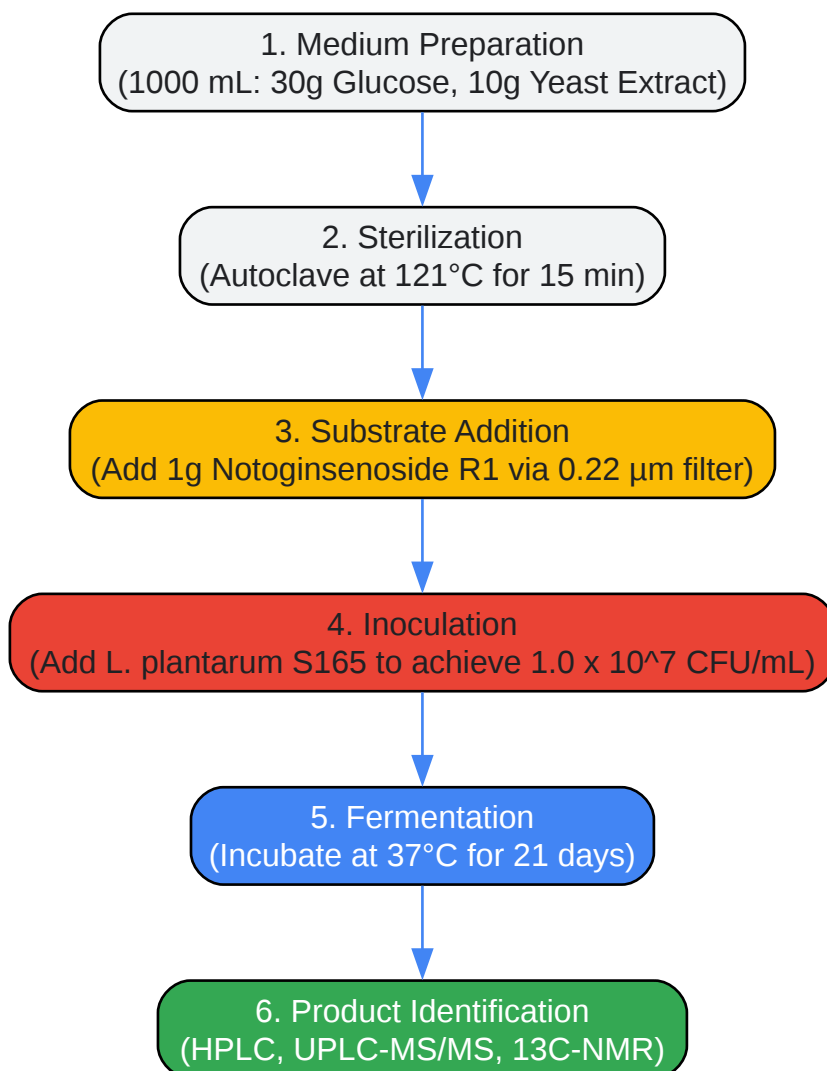 1. Medium Preparation
(1000 mL: 30g Glucose, 10g Yeast Extract)
2. Sterilization
(Autoclave at 121°C for 15 min)
3. Substrate Addition
(Add 1g Notoginsenoside R1 via 0.22 µm filter)
4. Inoculation
(Add L. plantarum S165 to achieve 1.0 x 10^7 CFU/mL)
5. Fermentation
(Incubate at 37°C for 21 days)
6. Product Identification
(HPLC, UPLC-MS/MS, 13C-NMR)